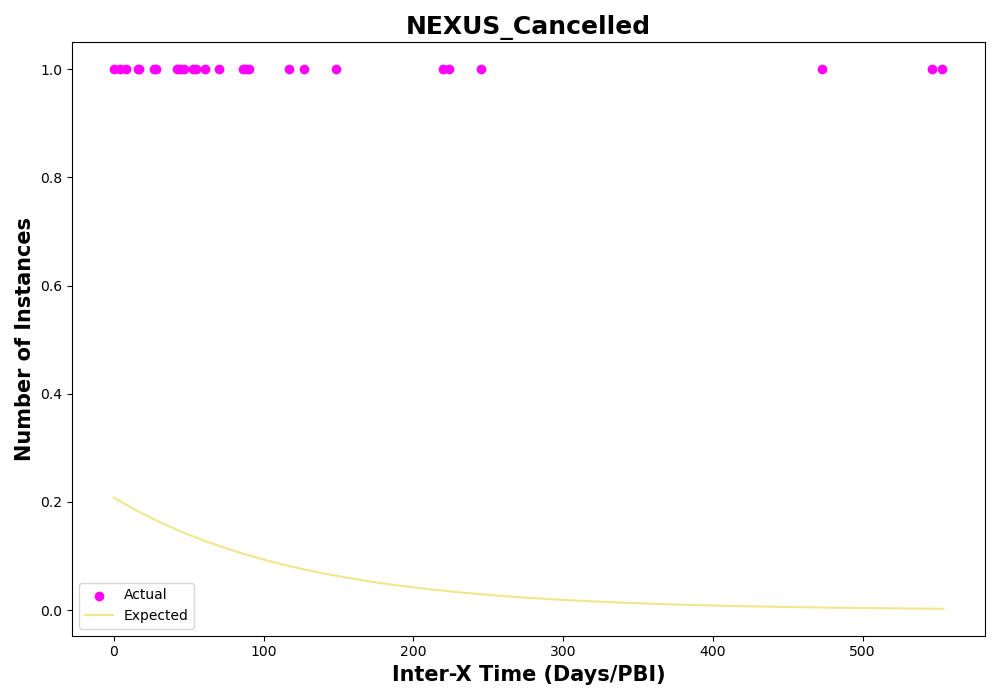 NEXUS_Cancelled
Number of Instances
1.0
0.8
0.6
0.4
0.2
0.0
Actual
Expected
0 100 200 300 400 500
Inter-X Time (Days/PBI)